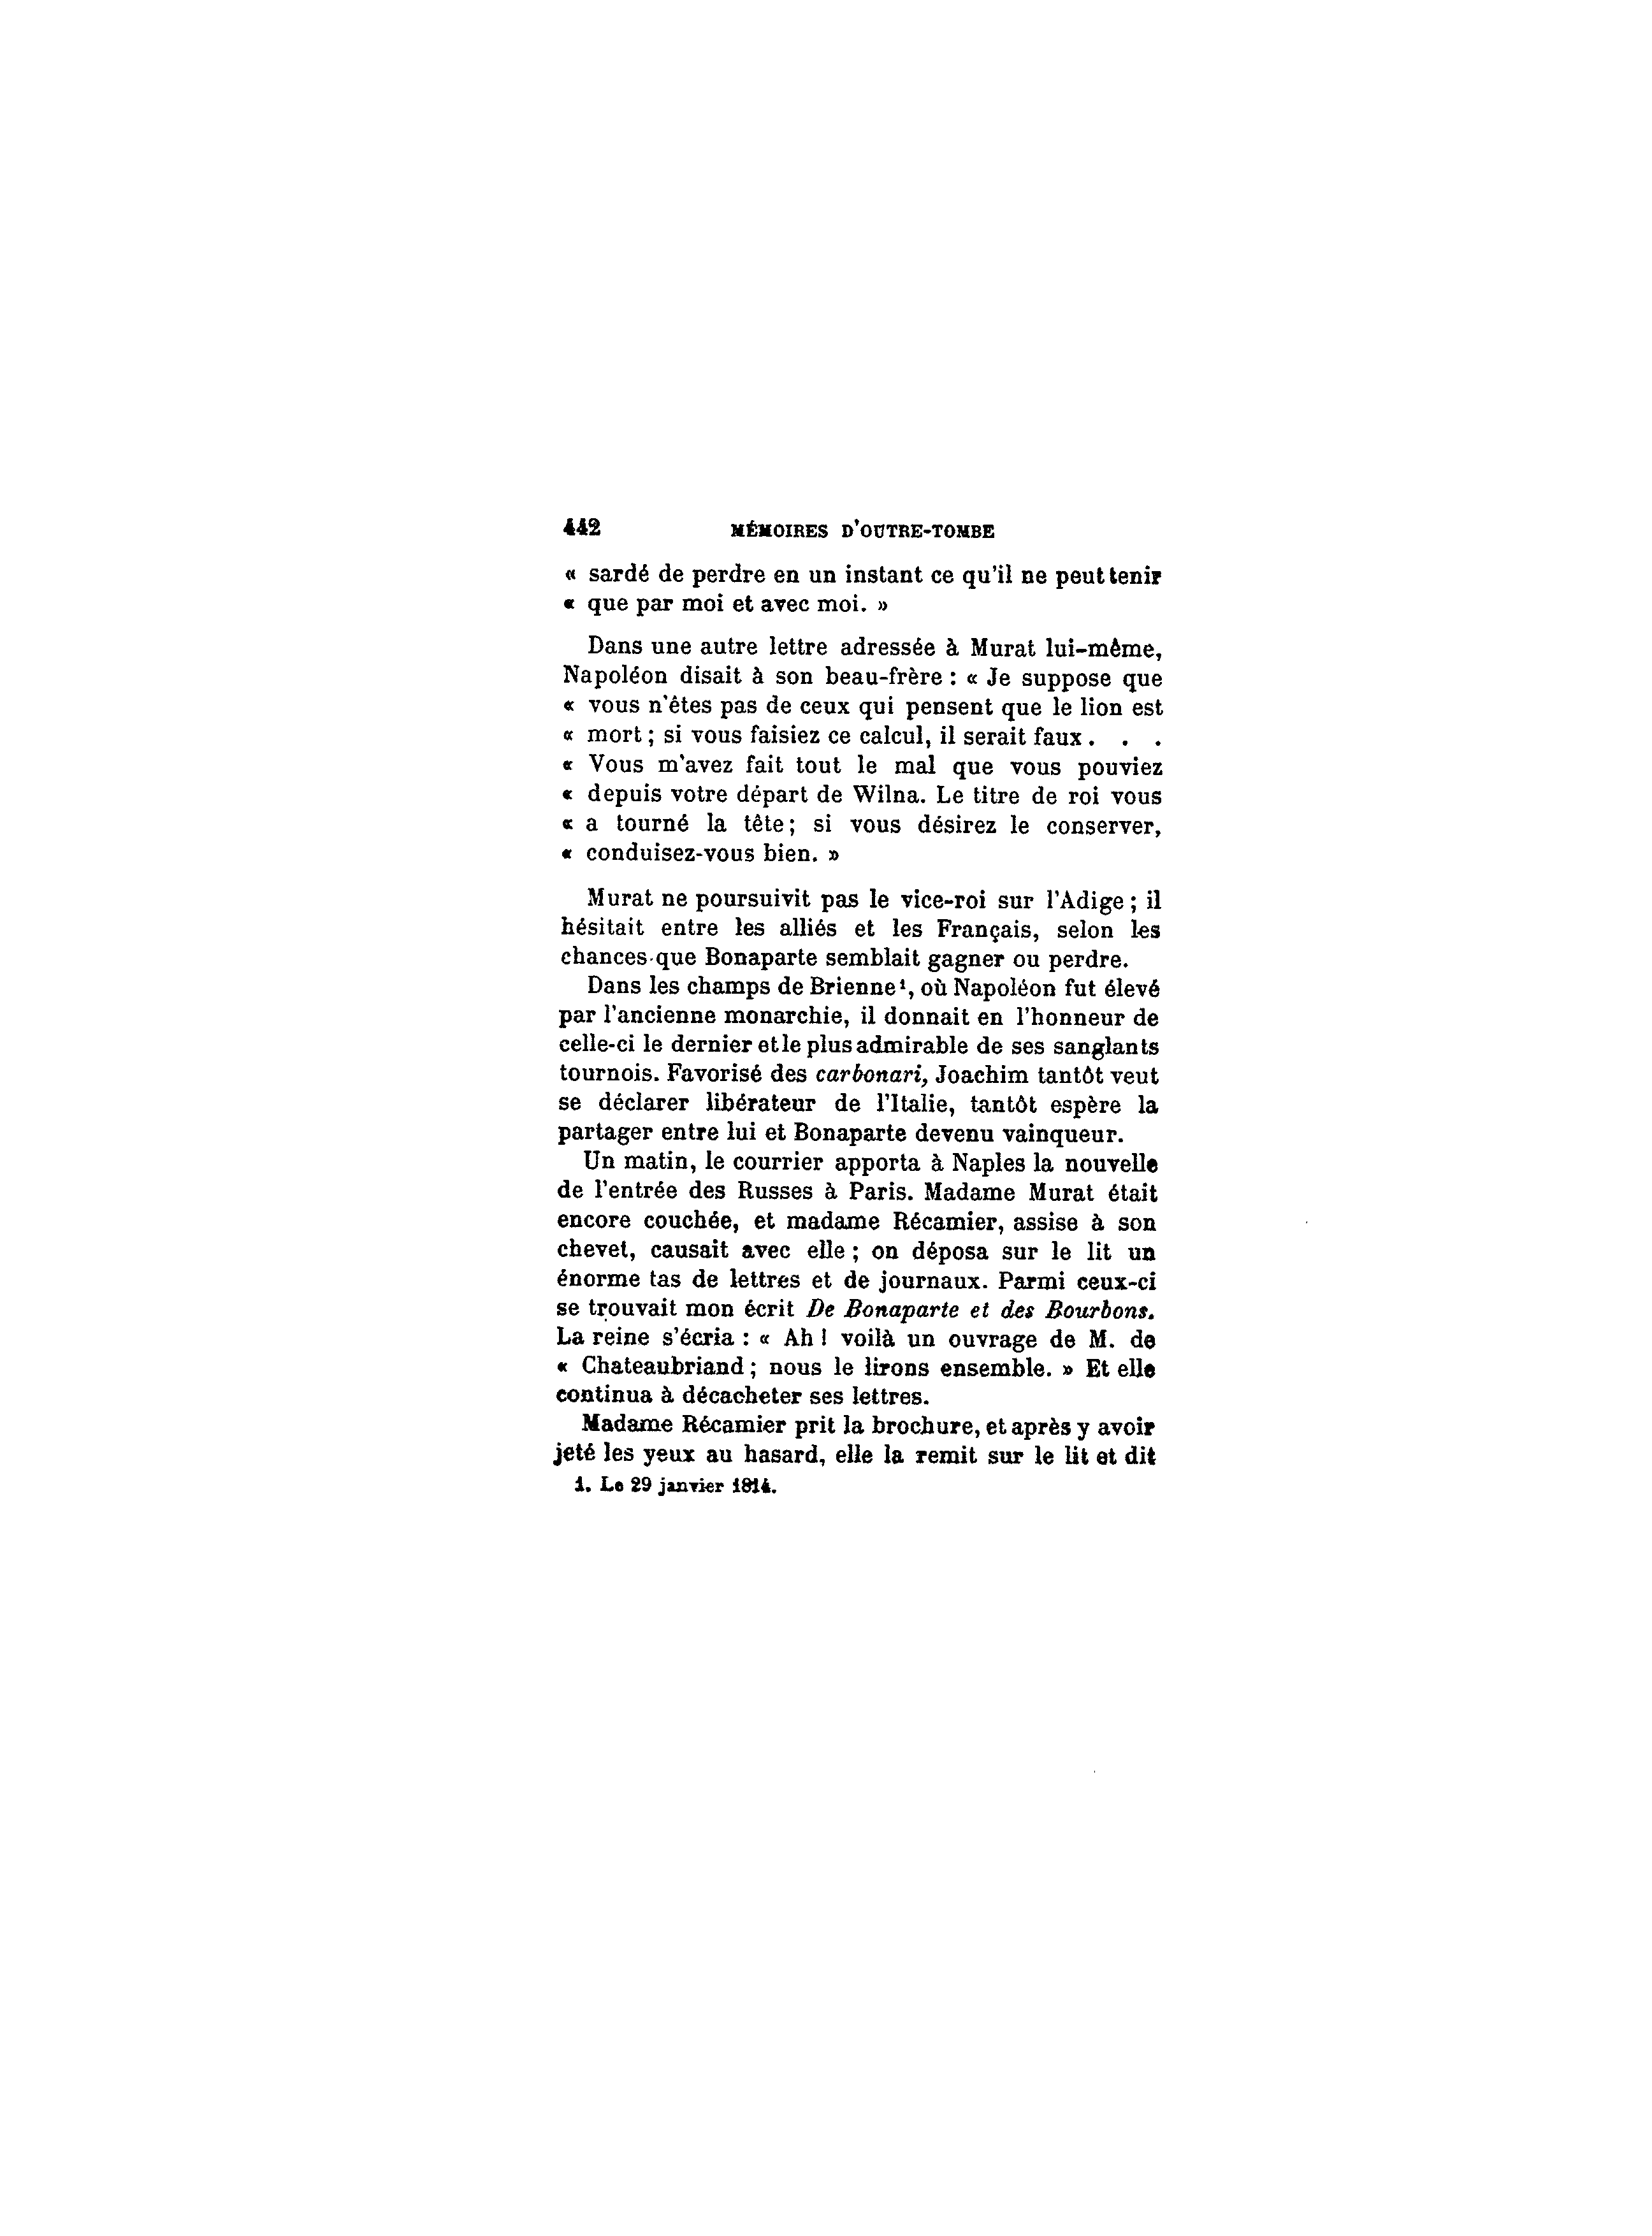 442 MÉMOIRES D'OUTRE-TOMBE
« sardé de perdre en un instant ce qu'il ne peut tenir
« que par moi et avec moi. »
Dans une autre lettre adressée à Murat lui-même,
Napoléon disait à son beau-frère : « Je suppose que
« vous n'êtes pas de ceux qui pensent que le lion est
« mort ; si vous faisiez ce calcul, il serait faux . . .
« Vous m'avez fait tout le mal que vous pouviez
« depuis votre départ de Wilna. Le titre de roi vous
« a tourné la tête ; si vous désirez le conserver,
« conduisez-vous bien. »
Murat ne poursuivit pas le vice-roi sur l'Adige ; il
hésitait entre les alliés et les Français, selon les
chances que Bonaparte semblait gagner ou perdre.
Dans les champs de Brienne¹, où Napoléon fut élevé
par l'ancienne monarchie, il donnait en l'honneur de
celle-ci le dernier et le plus admirable de ses sanglants
tournois. Favorisé des carbonari, Joachim tantôt veut
se déclarer libérateur de l'Italie, tantôt espère la
partager entre lui et Bonaparte devenu vainqueur.
Un matin, le courrier apporta à Naples la nouvelle
de l'entrée des Russes à Paris. Madame Murat était
encore couchée, et madame Récamier, assise à son
chevet, causait avec elle ; on déposa sur le lit un
énorme tas de lettres et de journaux. Parmi ceux-ci
se trouvait mon écrit De Bonaparte et des Bourbons.
La reine s'écria : « Ah ! voilà un ouvrage de M. de
« Chateaubriand ; nous le lirons ensemble. » Et elle
continua à décacheter ses lettres.
Madame Récamier prit la brochure, et après y avoir
jeté les yeux au hasard, elle la remit sur le lit et dit
1. Le 29 janvier 1814.